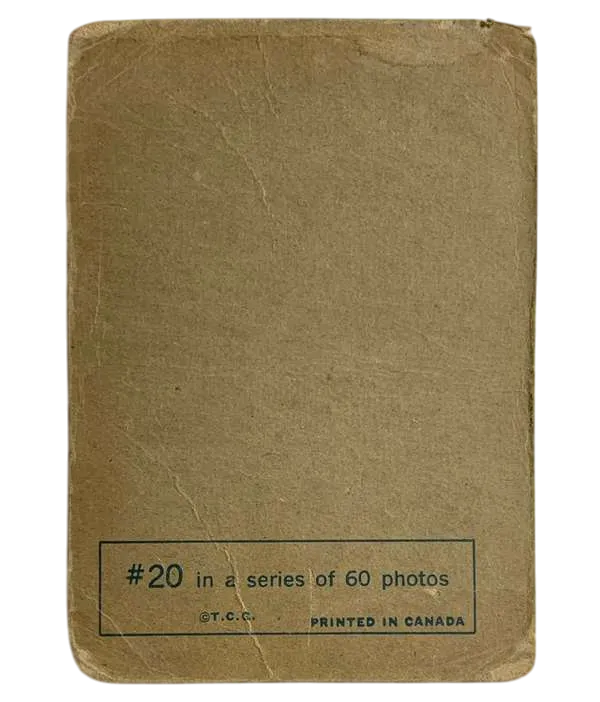 #20 in a series of 60 photos
©T.C.G. PRINTED IN CANADA